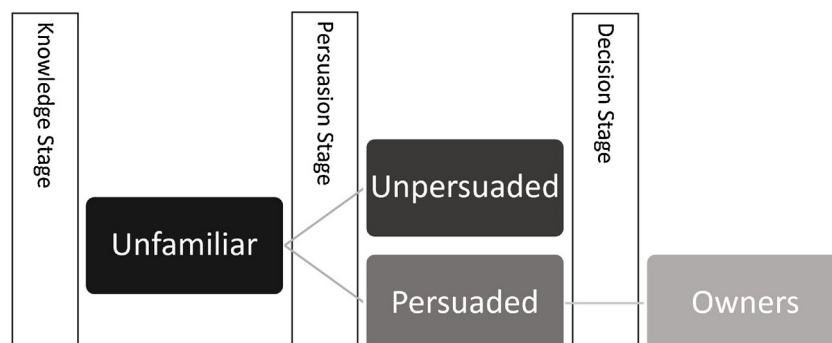 Knowledge Stage
Unfamiliar
Persuasion Stage
Unpersuaded
Persuaded
Decision Stage
Owners